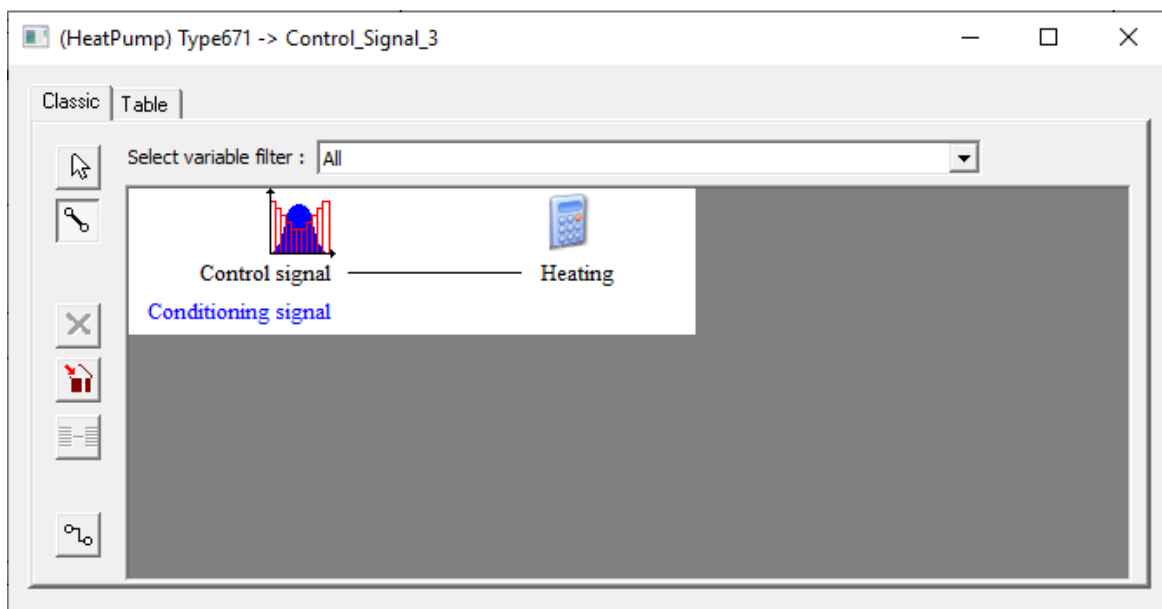 (HeatPump) Type671 -> Control_Signal_3
Classic Table
Select variable filter : All
Control signal Heating
Conditioning signal